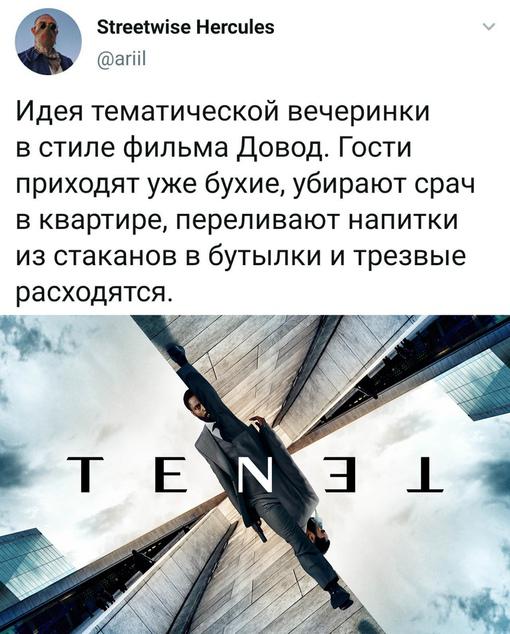 Streetwise Hercules
@ariil
Идея тематической вечеринки
в стиле фильма Довод. Гости
приходят уже бухие, убирают срач
в квартире, переливают напитки
из стаканов в бутылки и трезвые
расходятся.
TENET